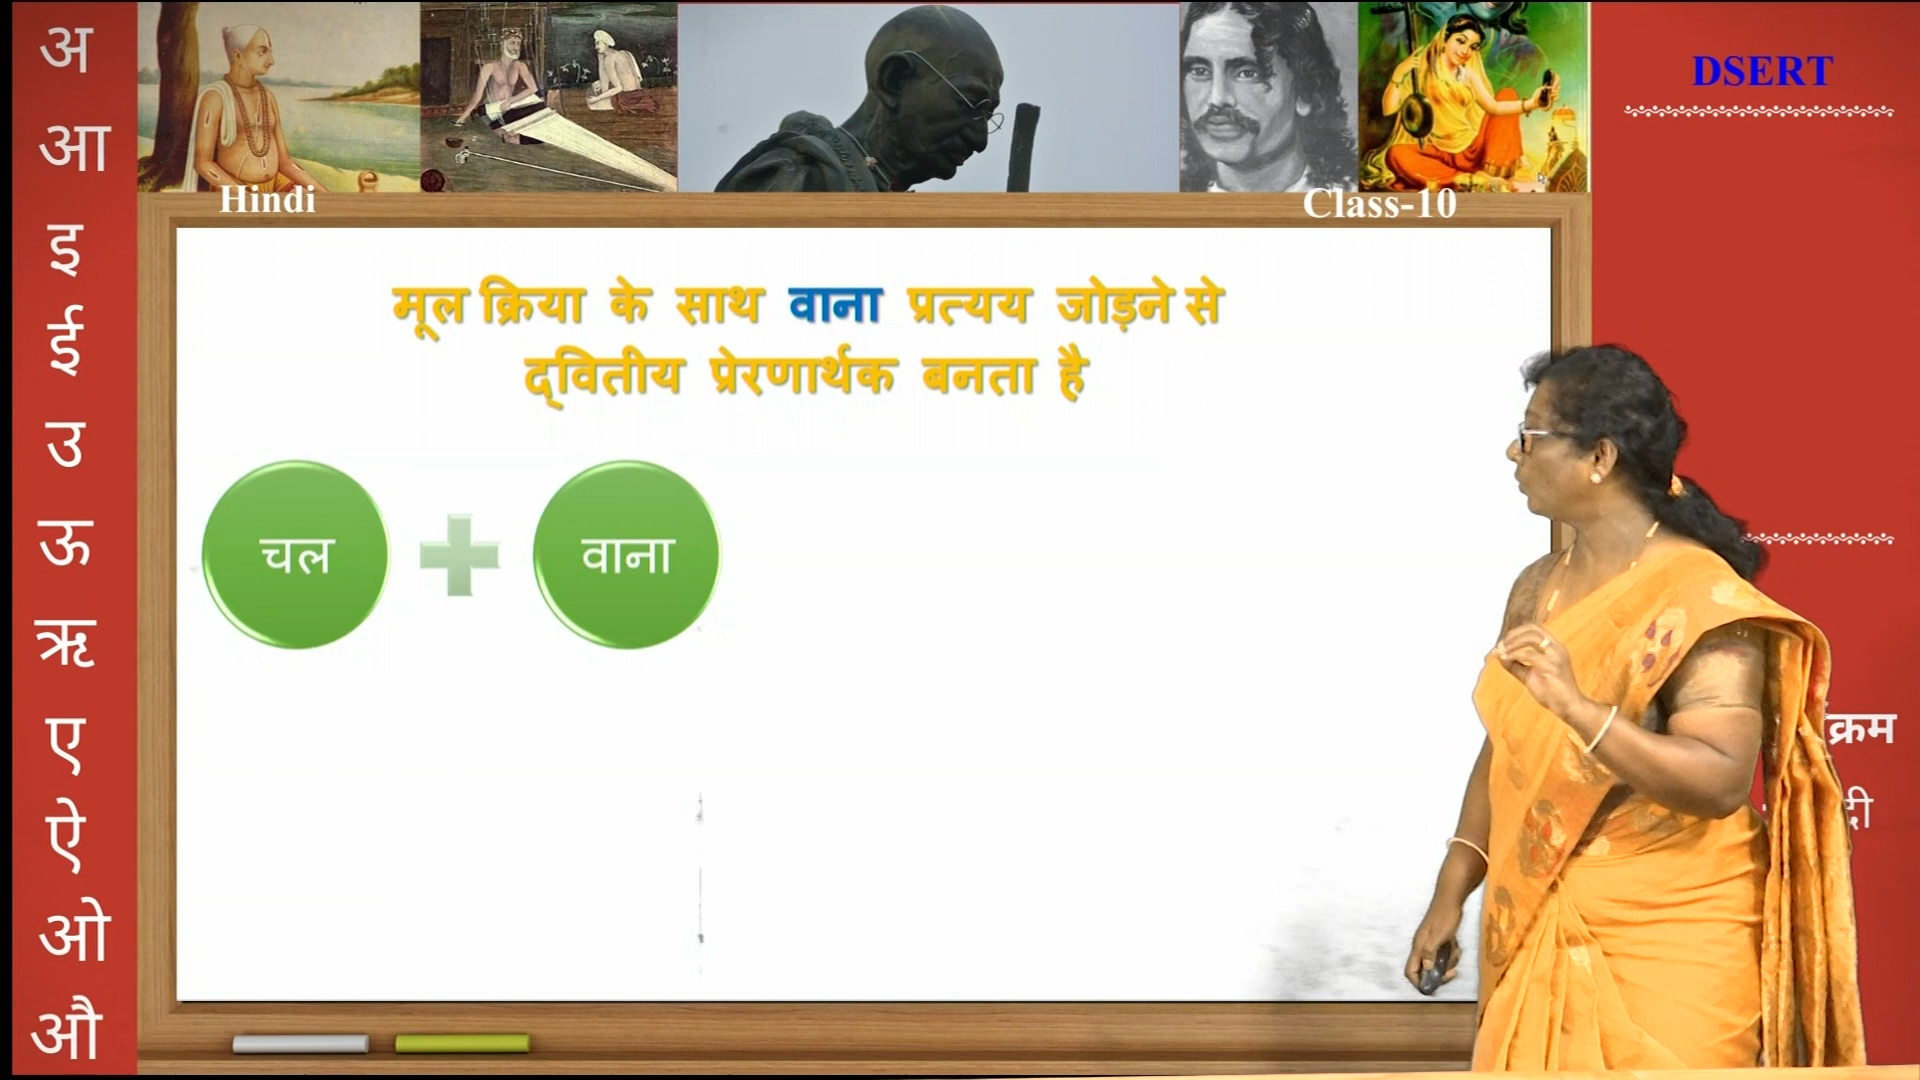 अ
आ
इ
ई
उ
ऊ
ऋ
ए
ऐ
ओ
औ
Hindi
Class-10
DSERT
मूल क्रिया के साथ वाना प्रत्यय जोड़ने से
द्वितीय प्रेरणार्थक बनता है
चल
वाना
क्रम